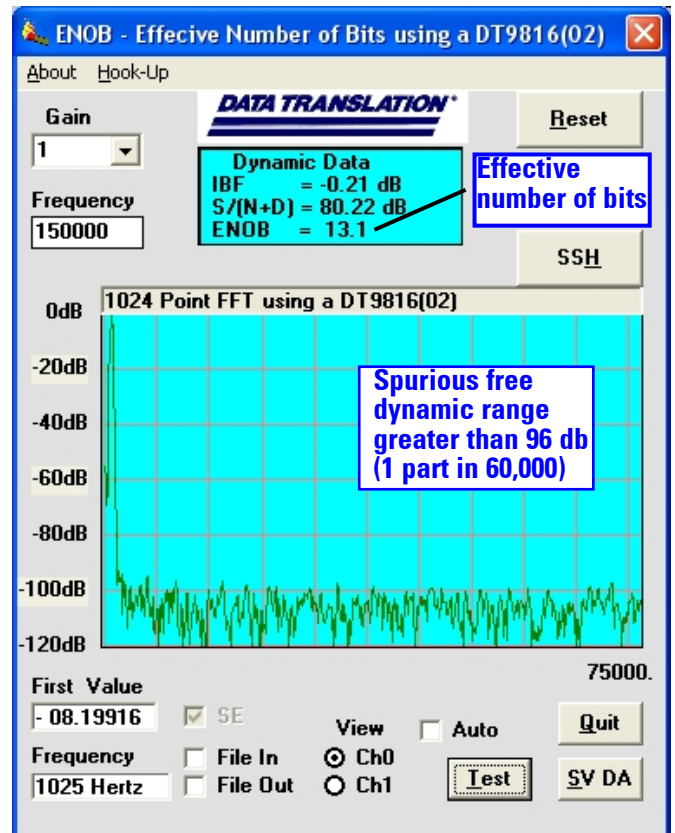 ENOB - Effecive Number of Bits using a DT9816(02)
About Hook-Up
Gain
1
DATA TRANSLATION
Reset
Dynamic Data
IBF = -0.21 dB
S/(N+D) = 80.22 dB
ENOB = 13.1
Effective
number of bits
Frequency
150000
SSH
1024 Point FFT using a DT9816(02)
0dB
-20dB
-40dB
-60dB
-80dB
-100dB
-120dB
Spurious free
dynamic range
greater than 96 db
(1 part in 60,000)
75000.
First Value
- 08.19916
SE
View
Auto
Quit
Frequency
1025 Hertz
File In
File Out
Ch0
Ch1
Test
SV DA